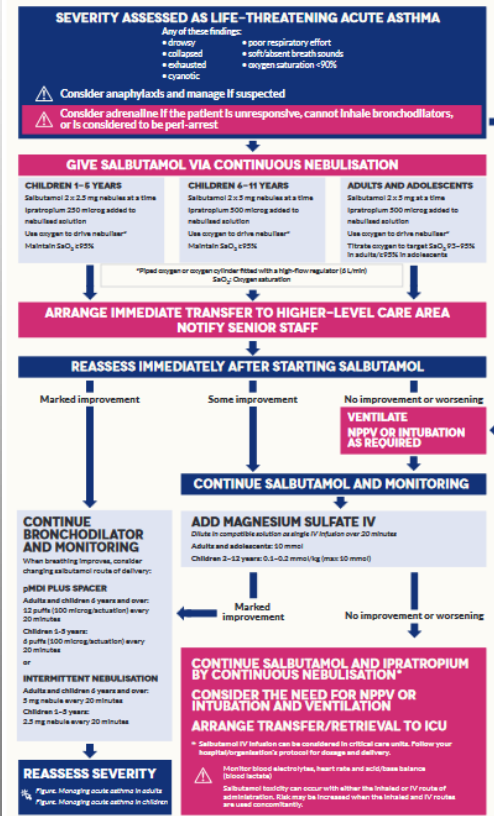 SEVERITY ASSESSED AS LIFE-THREATENING ACUTE ASTHMA
Any of these findings:
• drowsy
• collapsed
• exhausted
• cyanotic
• poor respiratory effort
• soft/absent breath sounds
• oxygen saturation <90%
Consider anaphylaxis and manage if suspected
Consider adrenaline if the patient is unresponsive, cannot inhale bronchodilators,
or is considered to be peri-arrest
GIVE SALBUTAMOL VIA CONTINUOUS NEBULISATION
CHILDREN 1–5 YEARS
Salbutamol 2 x 2.5 mg nebules at a time
Ipratropium 250 microg added to
nebulised solution
Use oxygen to drive nebuliser*
Maintain SaO₂ ≥95%
CHILDREN 6–11 YEARS
Salbutamol 2 x 5 mg nebules at a time
Ipratropium 500 microg added to
nebulised solution
Use oxygen to drive nebuliser*
Maintain SaO₂ ≥95%
ADULTS AND ADOLESCENTS
Salbutamol 2 x 5 mg at a time
Ipratropium 500 microg added to
nebulised solution
Use oxygen to drive nebuliser*
Titrate oxygen to target SaO₂ 93–95%
in adults/≥95% in adolescents
*Piped oxygen or oxygen cylinder fitted with a high-flow regulator (6 L/min)
SaO₂: Oxygen saturation
ARRANGE IMMEDIATE TRANSFER TO HIGHER-LEVEL CARE AREA
NOTIFY SENIOR STAFF
REASSESS IMMEDIATELY AFTER STARTING SALBUTAMOL
Marked improvement
Some improvement
No improvement or worsening
VENTILATE
NPPV OR INTUBATION
AS REQUIRED
CONTINUE SALBUTAMOL AND MONITORING
CONTINUE
BRONCHODILATOR
AND MONITORING
When breathing improves, consider
changing salbutamol route of delivery:
pMDI PLUS SPACER
Adults and children 6 years and over:
12 puffs (100 microg/actuation) every
20 minutes
Children 1–5 years:
6 puffs (100 microg/actuation) every
20 minutes
or
INTERMITTENT NEBULISATION
Adults and children 6 years and over:
5 mg nebule every 20 minutes
Children 1–5 years:
2.5 mg nebule every 20 minutes
ADD MAGNESIUM SULFATE IV
Dilute in compatible solution as single IV infusion over 20 minutes
Adults and adolescents: 10 mmol
Children 2–12 years: 0.1–0.2 mmol/kg (max 10 mmol)
Marked
improvement
No improvement or worsening
CONTINUE SALBUTAMOL AND IPRATROPIUM
BY CONTINUOUS NEBULISATION*
CONSIDER THE NEED FOR NPPV OR
INTUBATION AND VENTILATION
ARRANGE TRANSFER/RETRIEVAL TO ICU
* Salbutamol IV infusion can be considered in critical care units. Follow your
hospital/organisation's protocol for dosage and delivery.
Monitor blood electrolytes, heart rate and acid/base balance
(blood lactate)
Salbutamol toxicity can occur with either the inhaled or IV route of
administration. Risk may be increased when the inhaled and IV routes
are used concomitantly.
REASSESS SEVERITY
Figure. Managing acute asthma in adults
Figure. Managing acute asthma in children